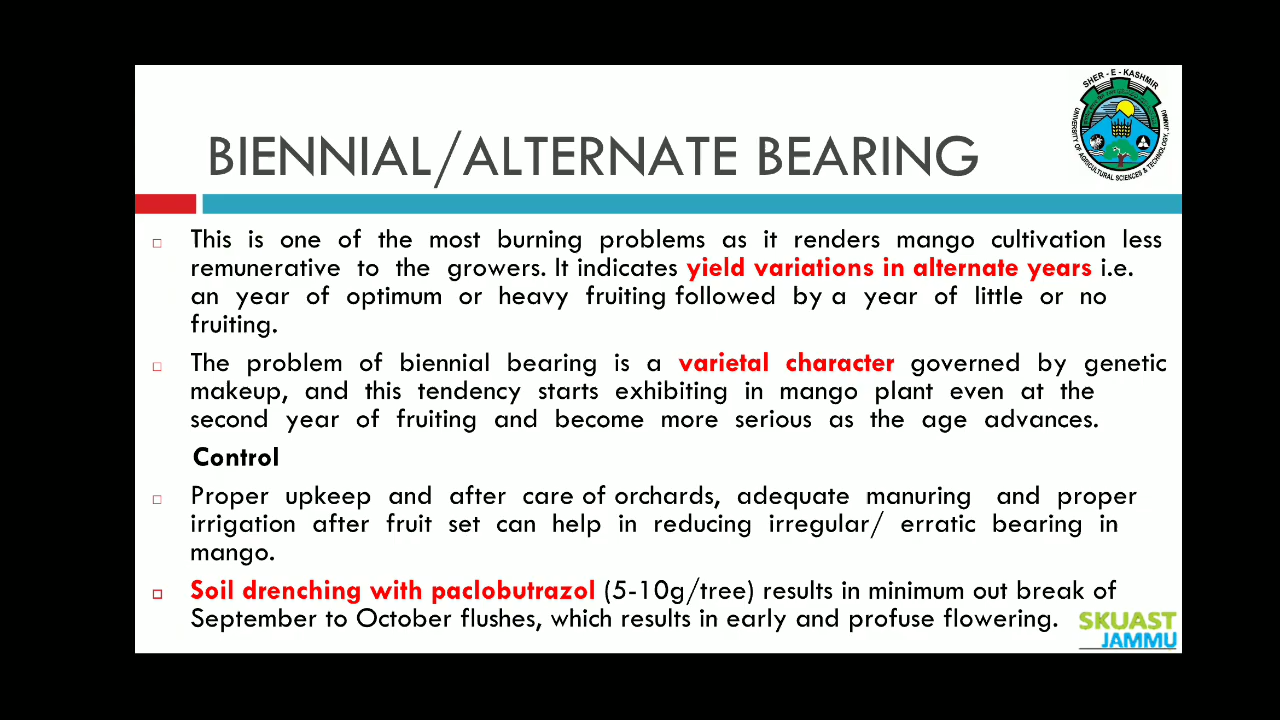 SHER - E - KASHMIR
UNIVERSITY OF AGRICULTURAL SCIENCES & TECHNOLOGY, JAMMU
BIENNIAL/ALTERNATE BEARING
This is one of the most burning problems as it renders mango cultivation less
remunerative to the growers. It indicates yield variations in alternate years i.e.
an year of optimum or heavy fruiting followed by a year of little or no
fruiting.
The problem of biennial bearing is a varietal character governed by genetic
makeup, and this tendency starts exhibiting in mango plant even at the
second year of fruiting and become more serious as the age advances.
Control
Proper upkeep and after care of orchards, adequate manuring and proper
irrigation after fruit set can help in reducing irregular/ erratic bearing in
mango.
Soil drenching with paclobutrazol (5-10g/tree) results in minimum out break of
September to October flushes, which results in early and profuse flowering.
SKUAST
JAMMU